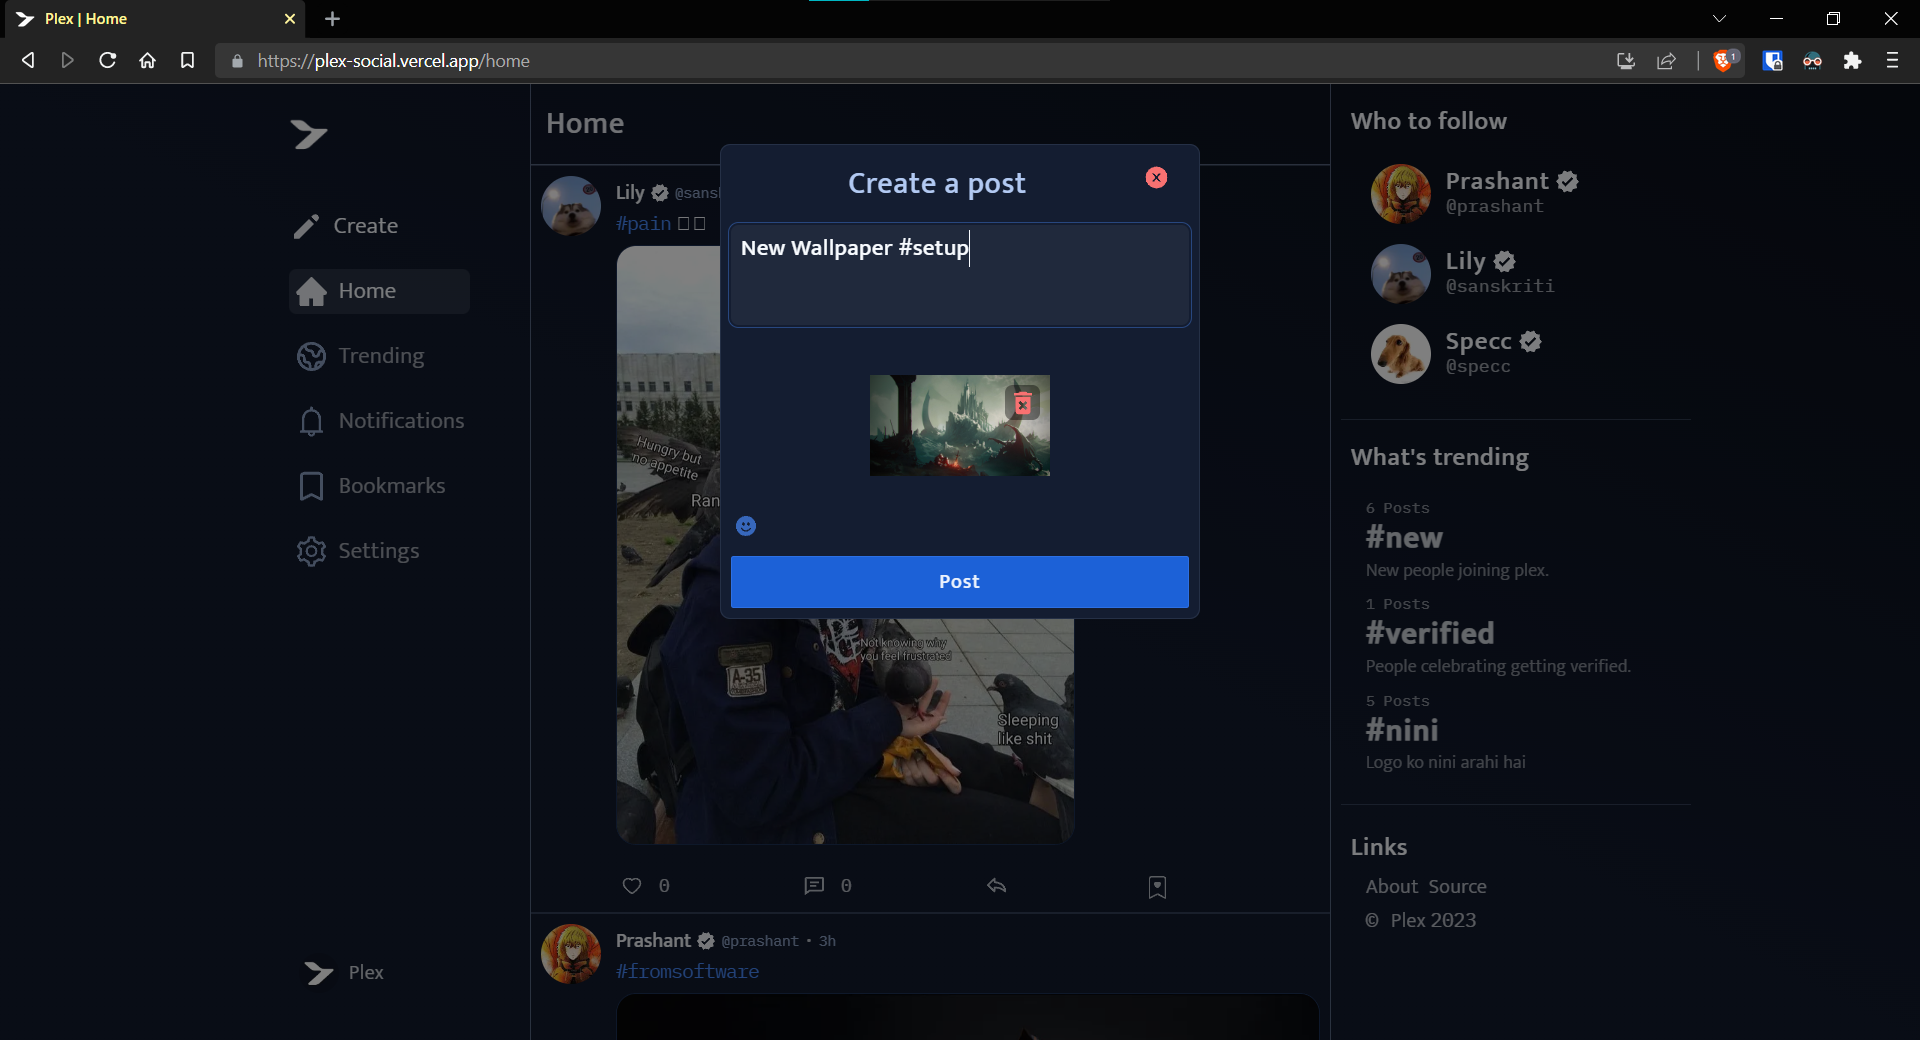 Plex | Home
https://plex-social.vercel.app/home
1
Create
Home
Trending
Notifications
Bookmarks
Settings
Plex
Home
Lily @sansl
#pain
Hungry but
no appetite
Ran
Not knowing why
you feel frustrated
A-35
Sleeping
like shit
0 0
Prashant @prashant · 3h
#fromsoftware
Create a post
New Wallpaper #setup
Post
Who to follow
Prashant
@prashant
Lily
@sanskriti
Specc
@specc
What's trending
6 Posts
#new
New people joining plex.
1 Posts
#verified
People celebrating getting verified.
5 Posts
#nini
Logo ko nini arahi hai
Links
About Source
© Plex 2023